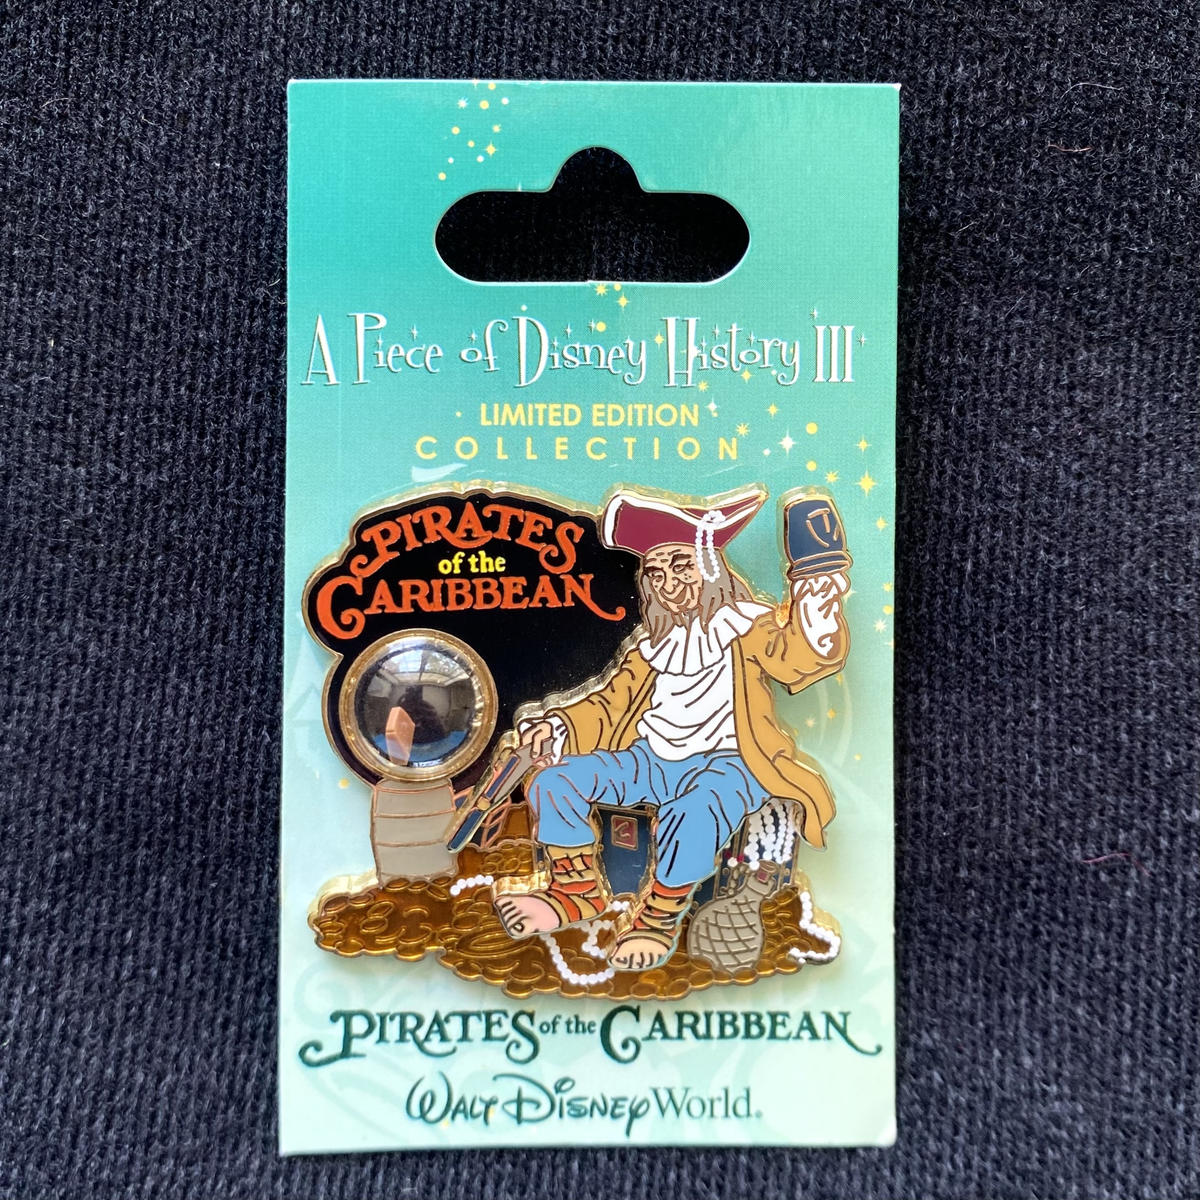 A Piece of Disney History III
· LIMITED EDITION ·
COLLECTION
PIRATES
of the
CARIBBEAN
PIRATES of the CARIBBEAN
WALT DISNEY World.